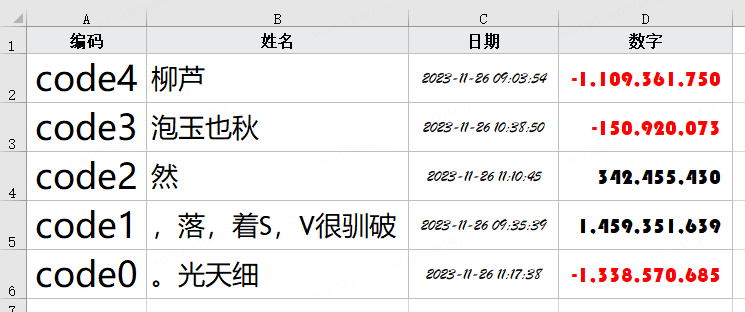 A B C D
1 编码 姓名 日期 数字
2 code4 柳芦 2023-11-26 09:03:54 -1.109.361.750
3 code3 泡玉也秋 2023-11-26 10:38:50 -150.920.073
4 code2 然 2023-11-26 11:10:45 342.455.430
5 code1 ，落，着S，V很驯破 2023-11-26 09:35:39 1.459.351.639
6 code0 。光天细 2023-11-26 11:17:38 -1.338.570.685